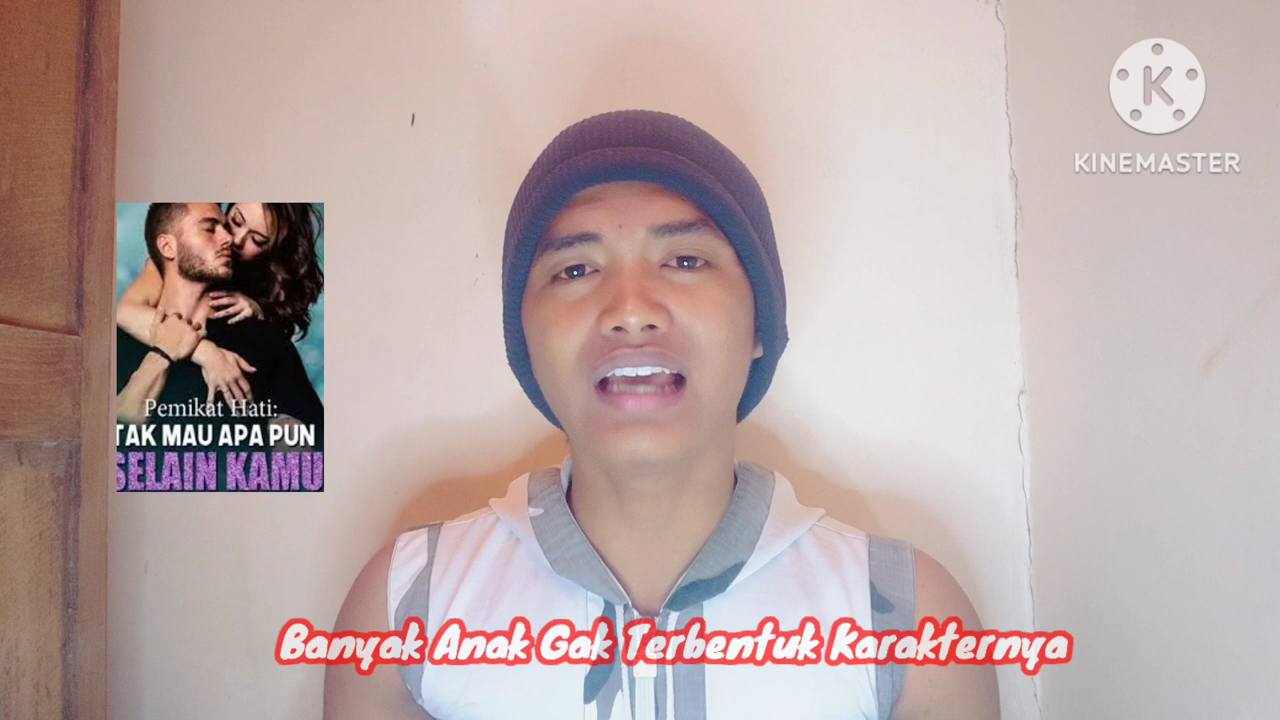 KINEMASTER
Pemikat Hati:
TAK MAU APA PUN
SELAIN KAMU
Banyak Anak Gak Terbentuk Karakternya